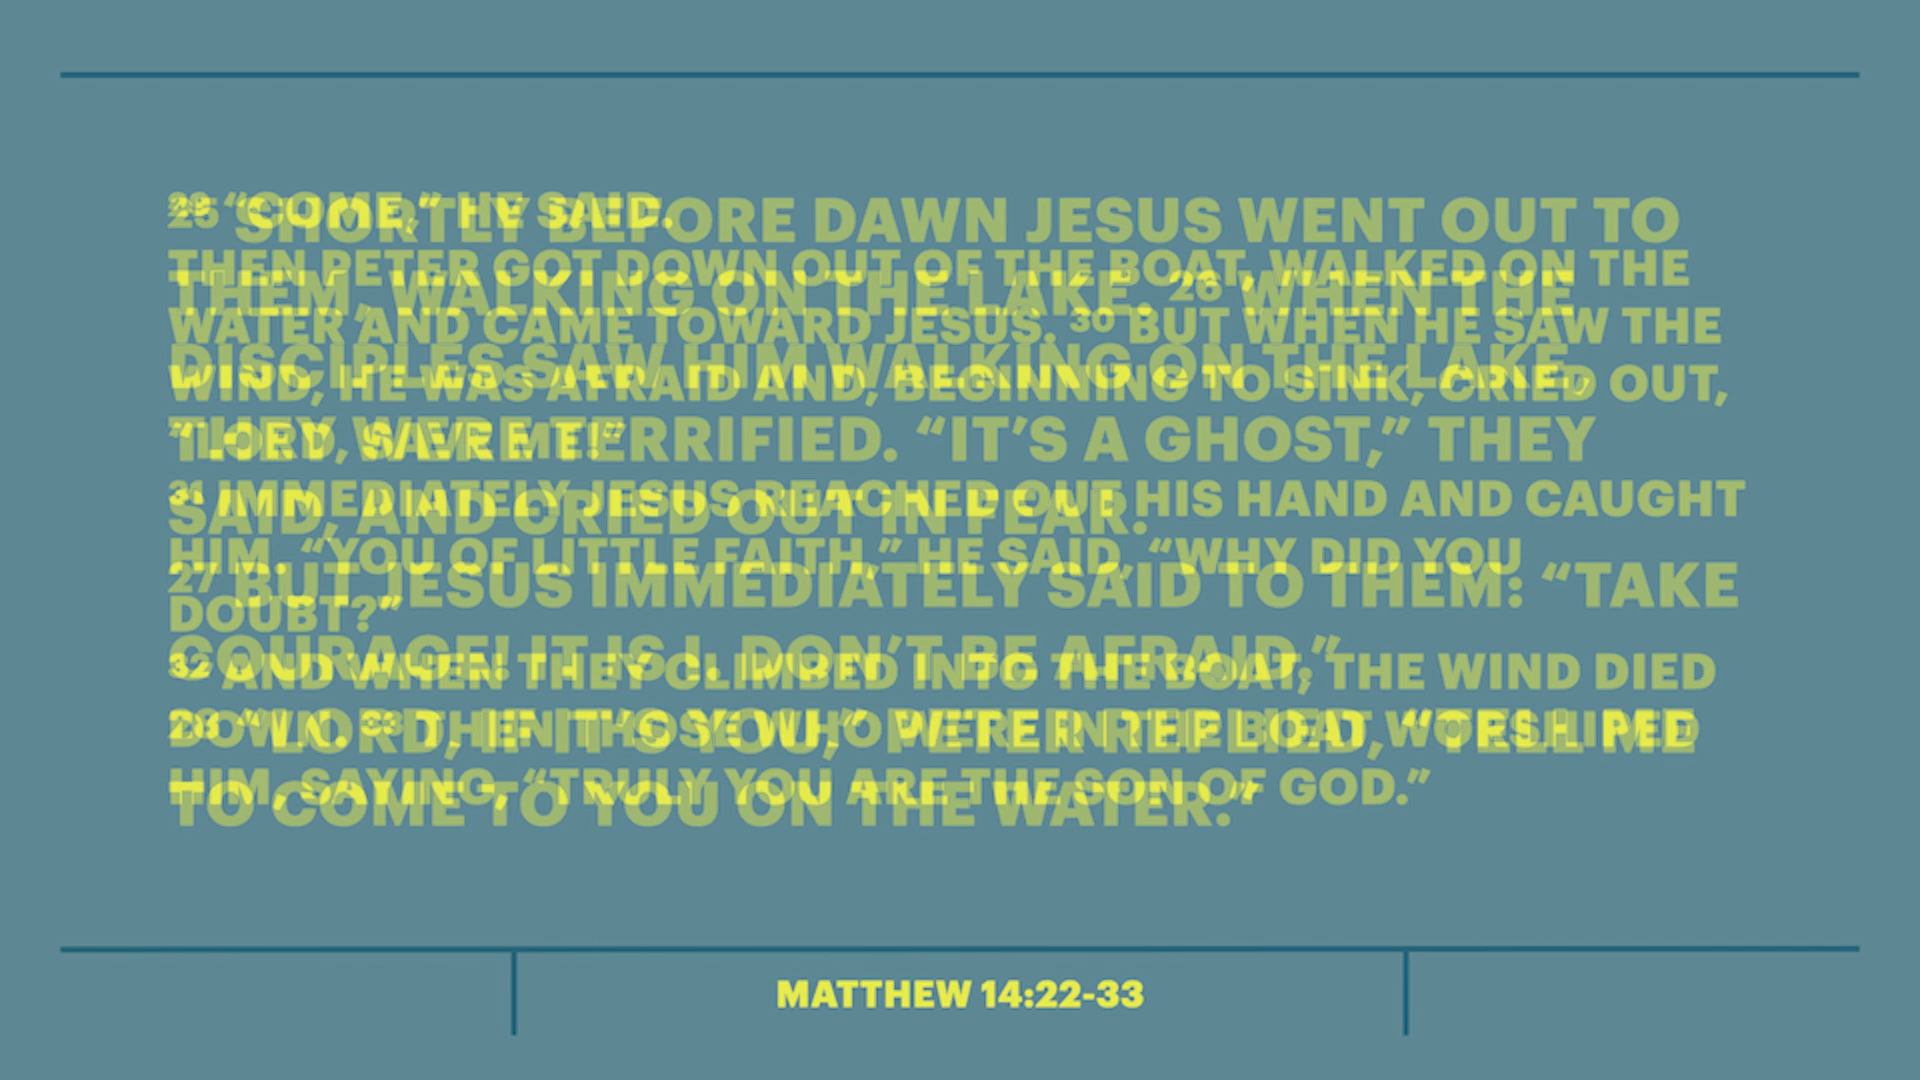 25 SHORTLY BEFORE DAWN JESUS WENT OUT TO
THEM, WALKING ON THE LAKE. 26 WHEN THE
DISCIPLES SAW HIM WALKING ON THE LAKE,
THEY WERE TERRIFIED. “IT’S A GHOST,” THEY
SAID, AND CRIED OUT IN FEAR.
27 BUT JESUS IMMEDIATELY SAID TO THEM: “TAKE
COURAGE! IT IS I. DON’T BE AFRAID.”
28 “LORD, IF IT’S YOU,” PETER REPLIED, “TELL ME
TO COME TO YOU ON THE WATER.”
29 “COME,” HE SAID.
THEN PETER GOT DOWN OUT OF THE BOAT, WALKED ON THE
WATER AND CAME TOWARD JESUS. 30 BUT WHEN HE SAW THE
WIND, HE WAS AFRAID AND, BEGINNING TO SINK, CRIED OUT,
“LORD, SAVE ME!”
31 IMMEDIATELY JESUS REACHED OUT HIS HAND AND CAUGHT
HIM. “YOU OF LITTLE FAITH,” HE SAID, “WHY DID YOU
DOUBT?”
32 AND WHEN THEY CLIMBED INTO THE BOAT, THE WIND DIED
DOWN. 33 THEN THOSE WHO WERE IN THE BOAT WORSHIPED
HIM, SAYING, “TRULY YOU ARE THE SON OF GOD.”
MATTHEW 14:22-33